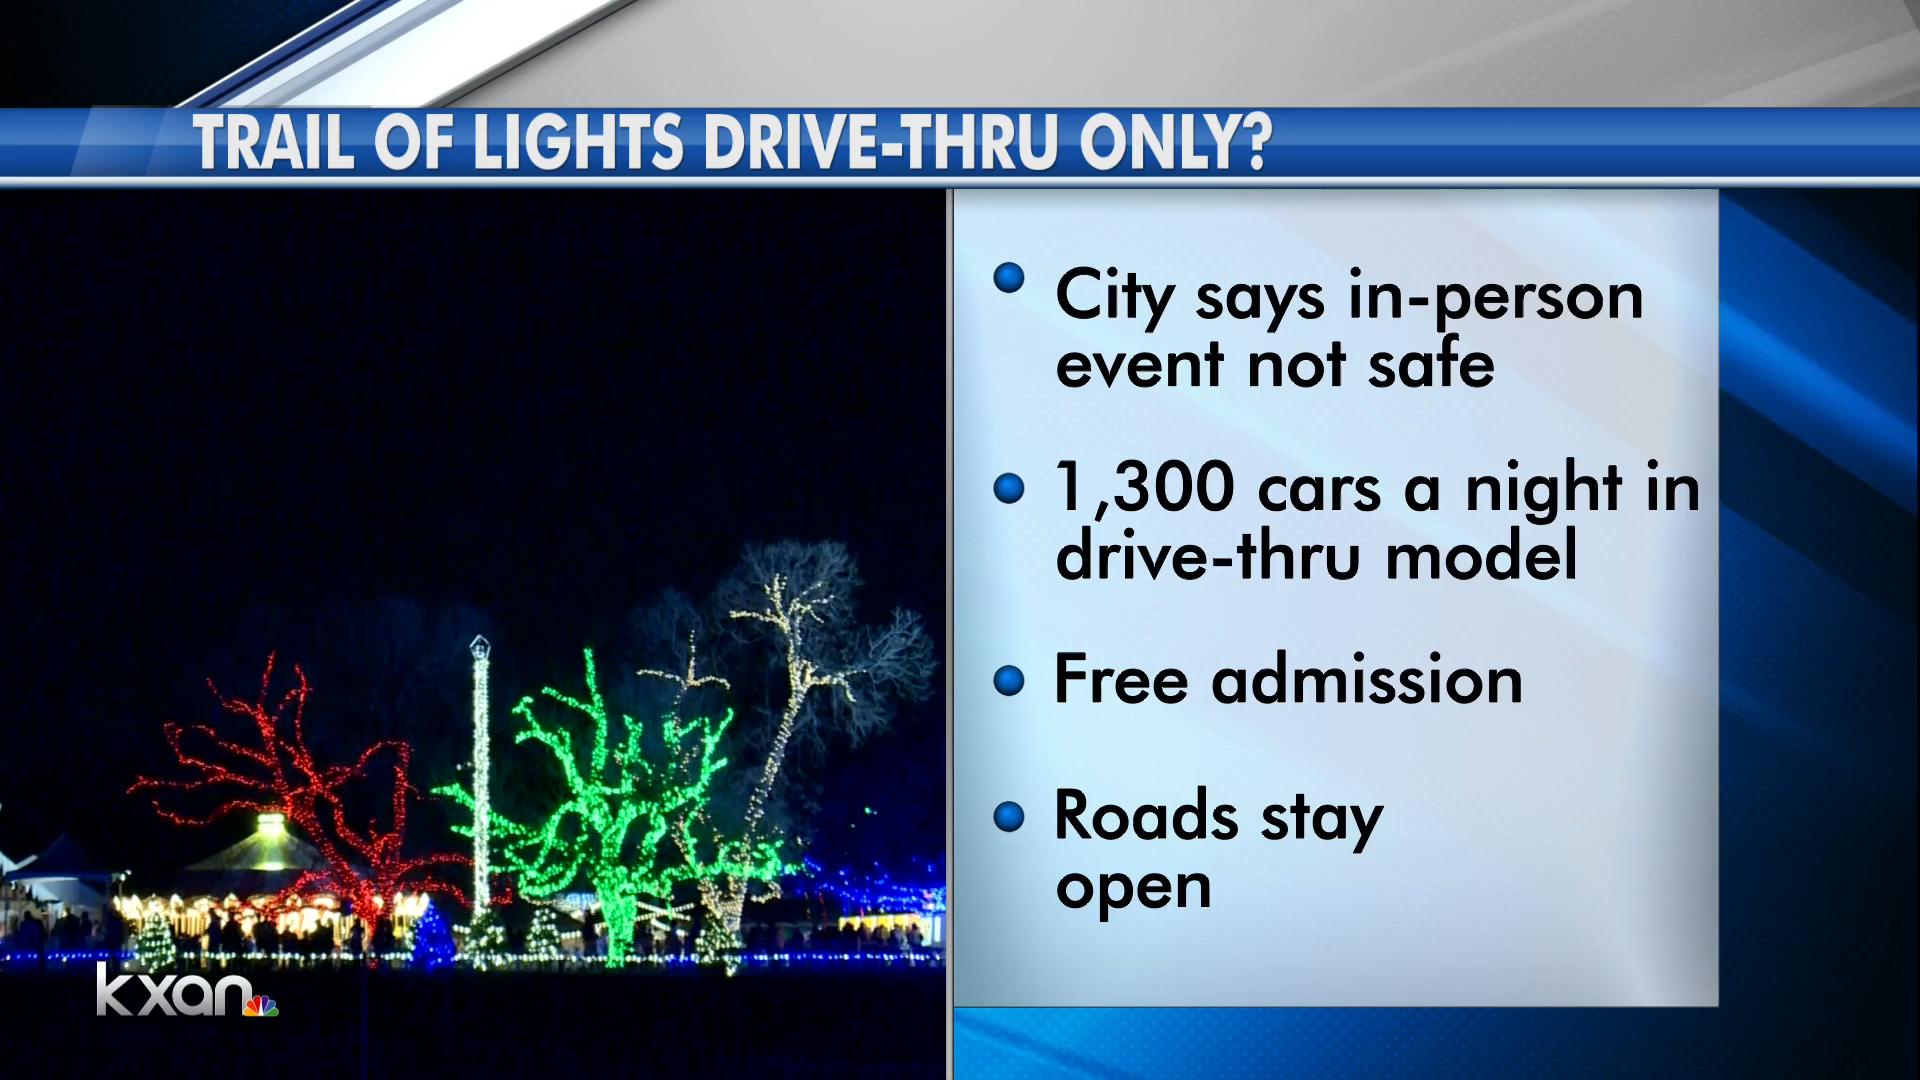 TRAIL OF LIGHTS DRIVE-THRU ONLY?
City says in-person
event not safe
1,300 cars a night in
drive-thru model
Free admission
Roads stay
open
kxan